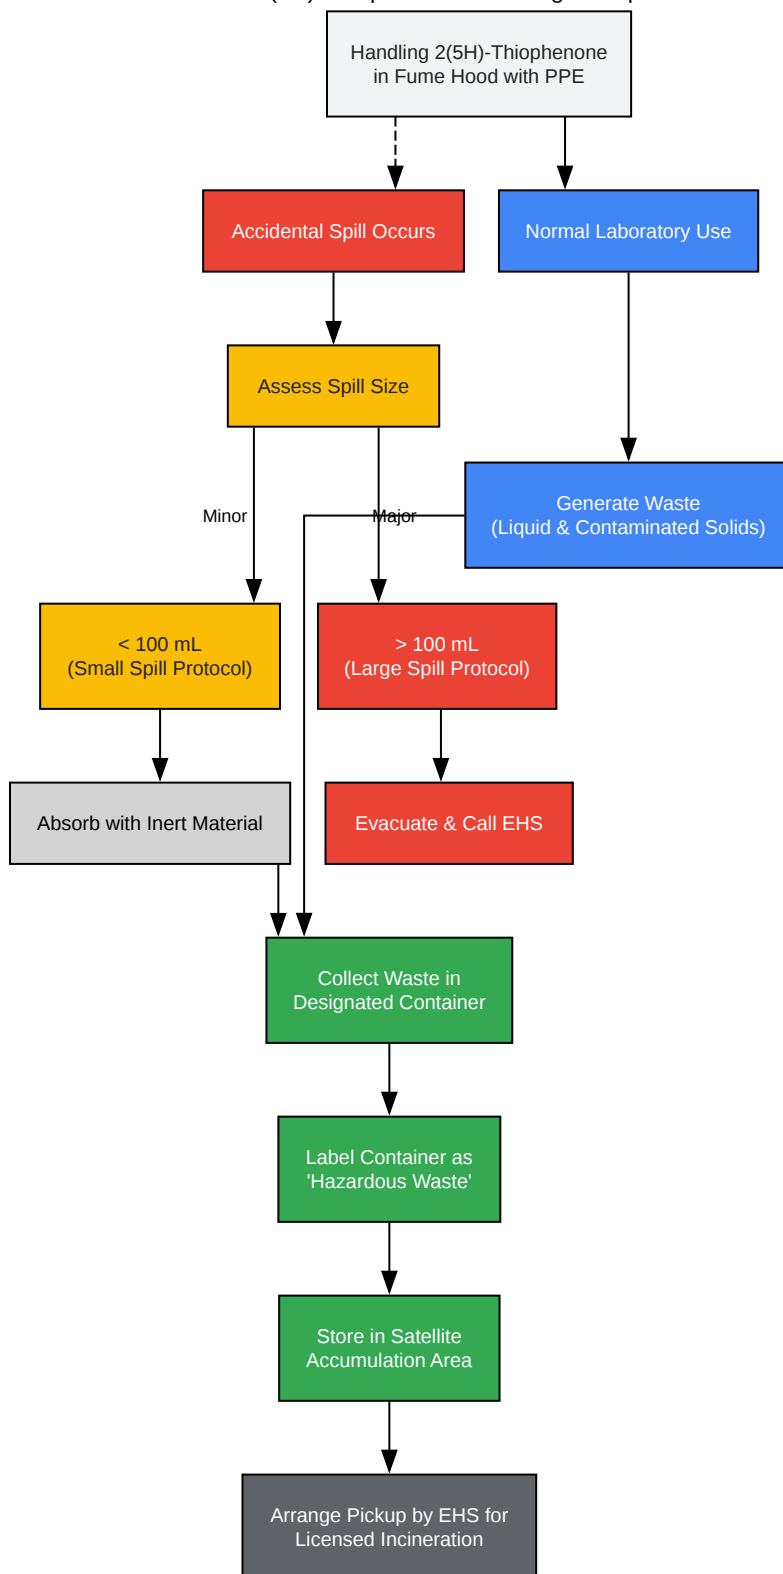 Handling 2(5H)-Thiophenone
in Fume Hood with PPE
Accidental Spill Occurs
Normal Laboratory Use
Assess Spill Size
Minor
Major
Generate Waste
(Liquid & Contaminated Solids)
< 100 mL
(Small Spill Protocol)
> 100 mL
(Large Spill Protocol)
Absorb with Inert Material
Evacuate & Call EHS
Collect Waste in
Designated Container
Label Container as
'Hazardous Waste'
Store in Satellite
Accumulation Area
Arrange Pickup by EHS for
Licensed Incineration